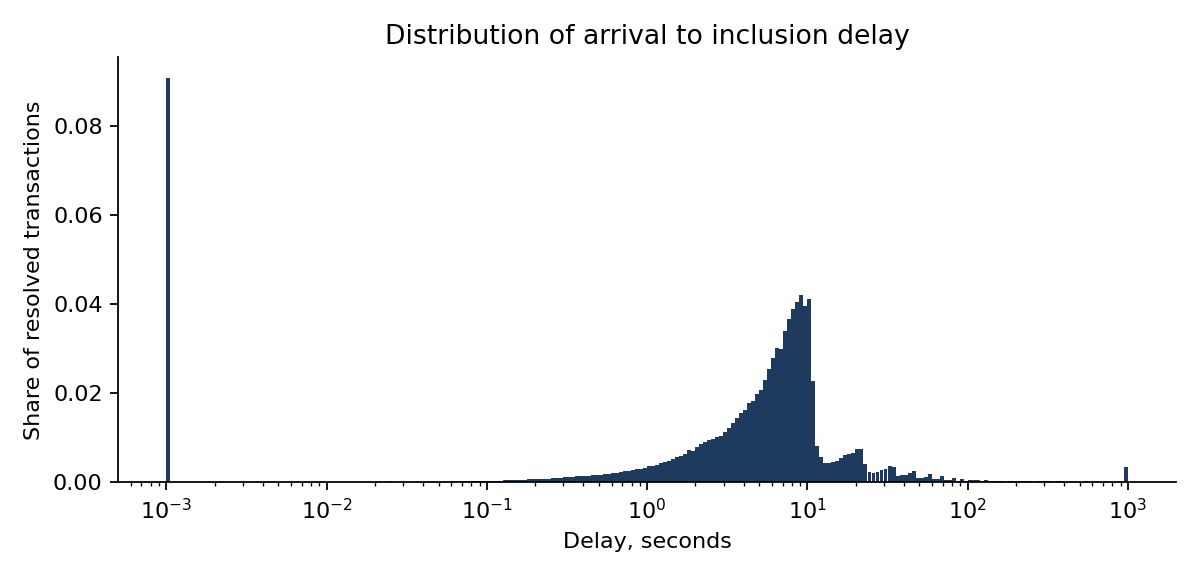 Distribution of arrival to inclusion delay
Share of resolved transactions
0.08
0.06
0.04
0.02
0.00
10⁻³ 10⁻² 10⁻¹ 10⁰ 10¹ 10² 10³
Delay, seconds